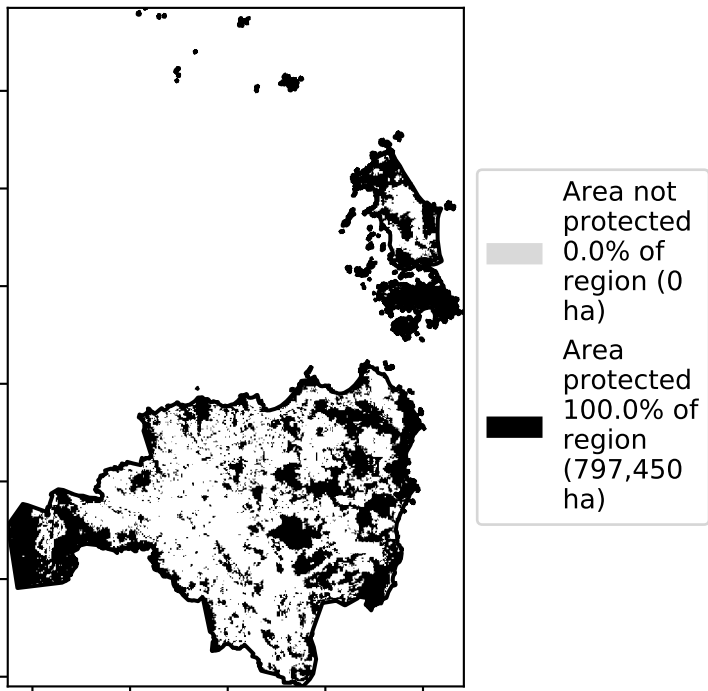 Area not
protected
0.0% of
region (0
ha)
Area
protected
100.0% of
region
(797,450
ha)